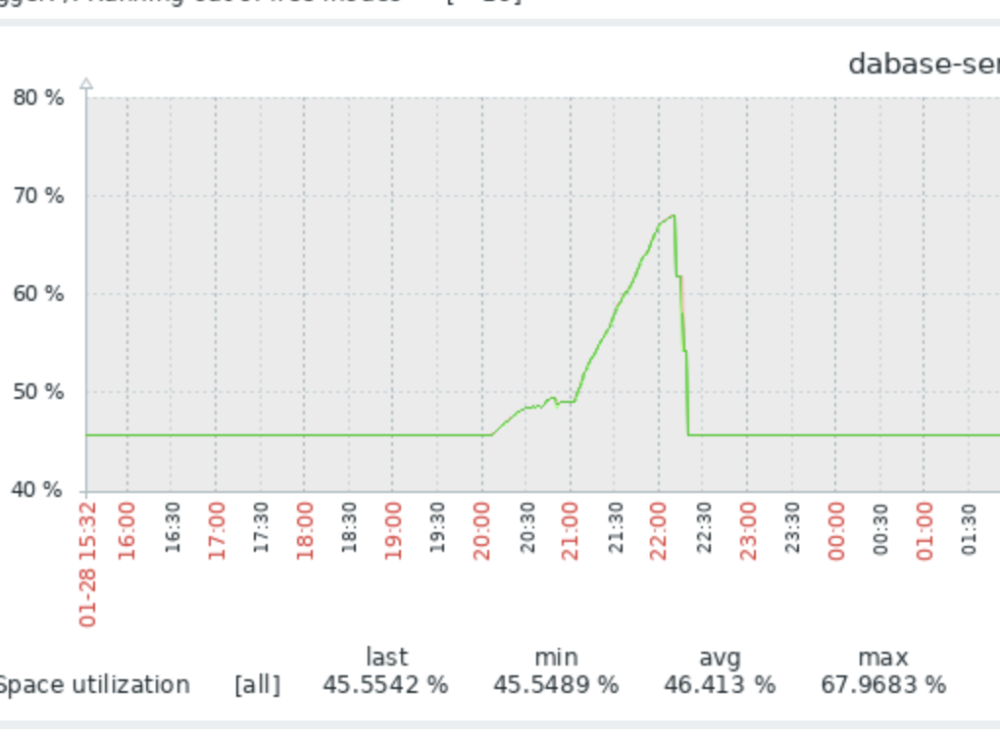 dabase-ser
80 %
70 %
60 %
50 %
40 %
01-28 15:32 16:00 16:30 17:00 17:30 18:00 18:30 19:00 19:30 20:00 20:30 21:00 21:30 22:00 22:30 23:00 23:30 00:00 00:30 01:00 01:30
last min avg max
Space utilization [all] 45.5542 % 45.5489 % 46.413 % 67.9683 %